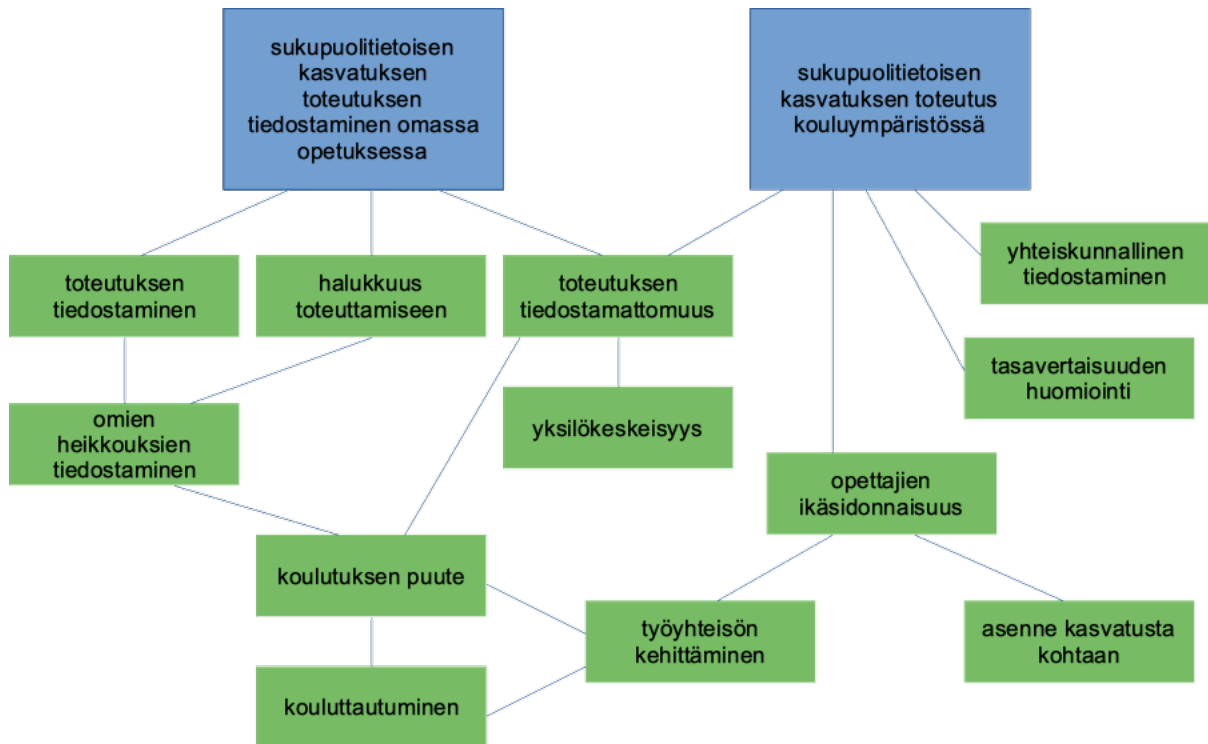 sukupuolitietoisen
kasvatuksen
toteutuksen
tiedostaminen omassa
opetuksessa
sukupuolitietoisen
kasvatuksen toteutus
kouluympäristössä
toteutuksen
tiedostaminen
halukkuus
toteuttamiseen
toteutuksen
tiedostamattomuus
yhteiskunnallinen
tiedostaminen
tasavertaisuuden
huomiointi
omien
heikkouksien
tiedostaminen
yksilökeskeisyys
opettajien
ikäsidonnaisuus
koulutuksen puute
työyhteisön
kehittäminen
asenne kasvatusta
kohtaan
kouluttautuminen